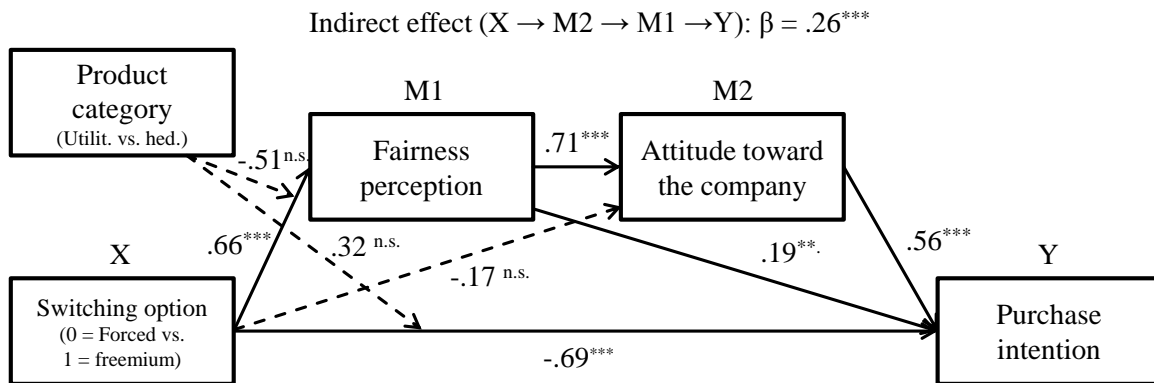 Indirect effect (X → M2 → M1 →Y): β = .26***
Product
category
(Utilit. vs. hed.)
M1
M2
Fairness
perception
.71***
Attitude toward
the company
-.51 n.s.
.66***
.32 n.s.
-.17 n.s.
.19**.
.56***
X
Switching option
(0 = Forced vs.
1 = freemium)
-.69***
Y
Purchase
intention